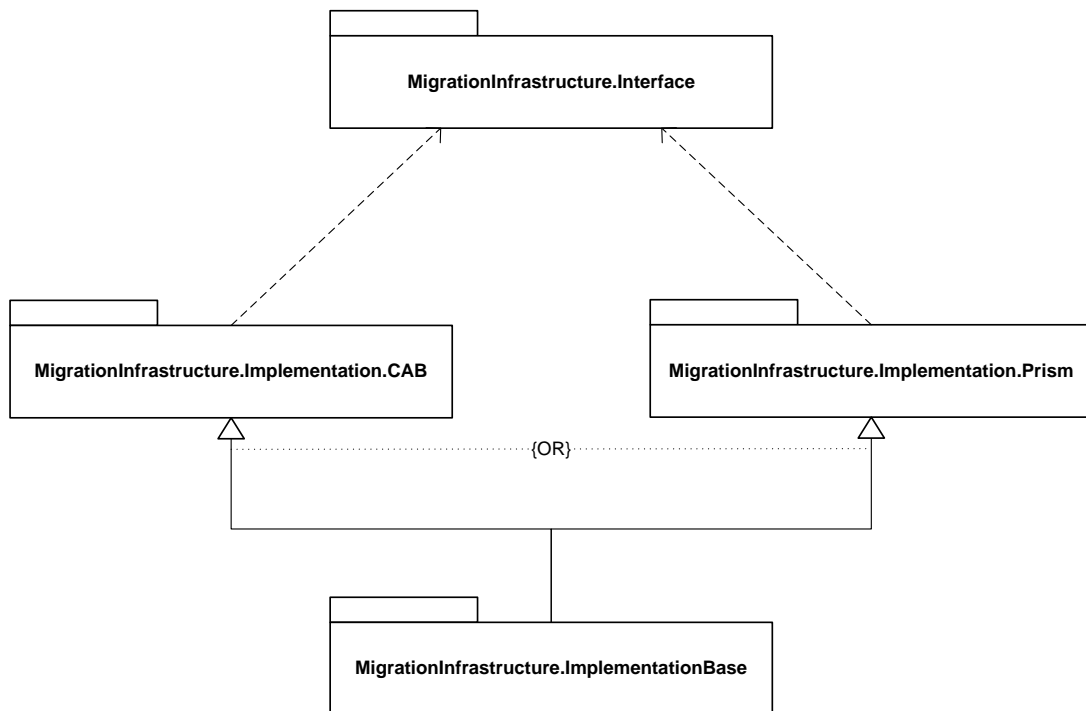 MigrationInfrastructure.Interface
MigrationInfrastructure.Implementation.CAB
MigrationInfrastructure.Implementation.Prism
{OR}
MigrationInfrastructure.ImplementationBase